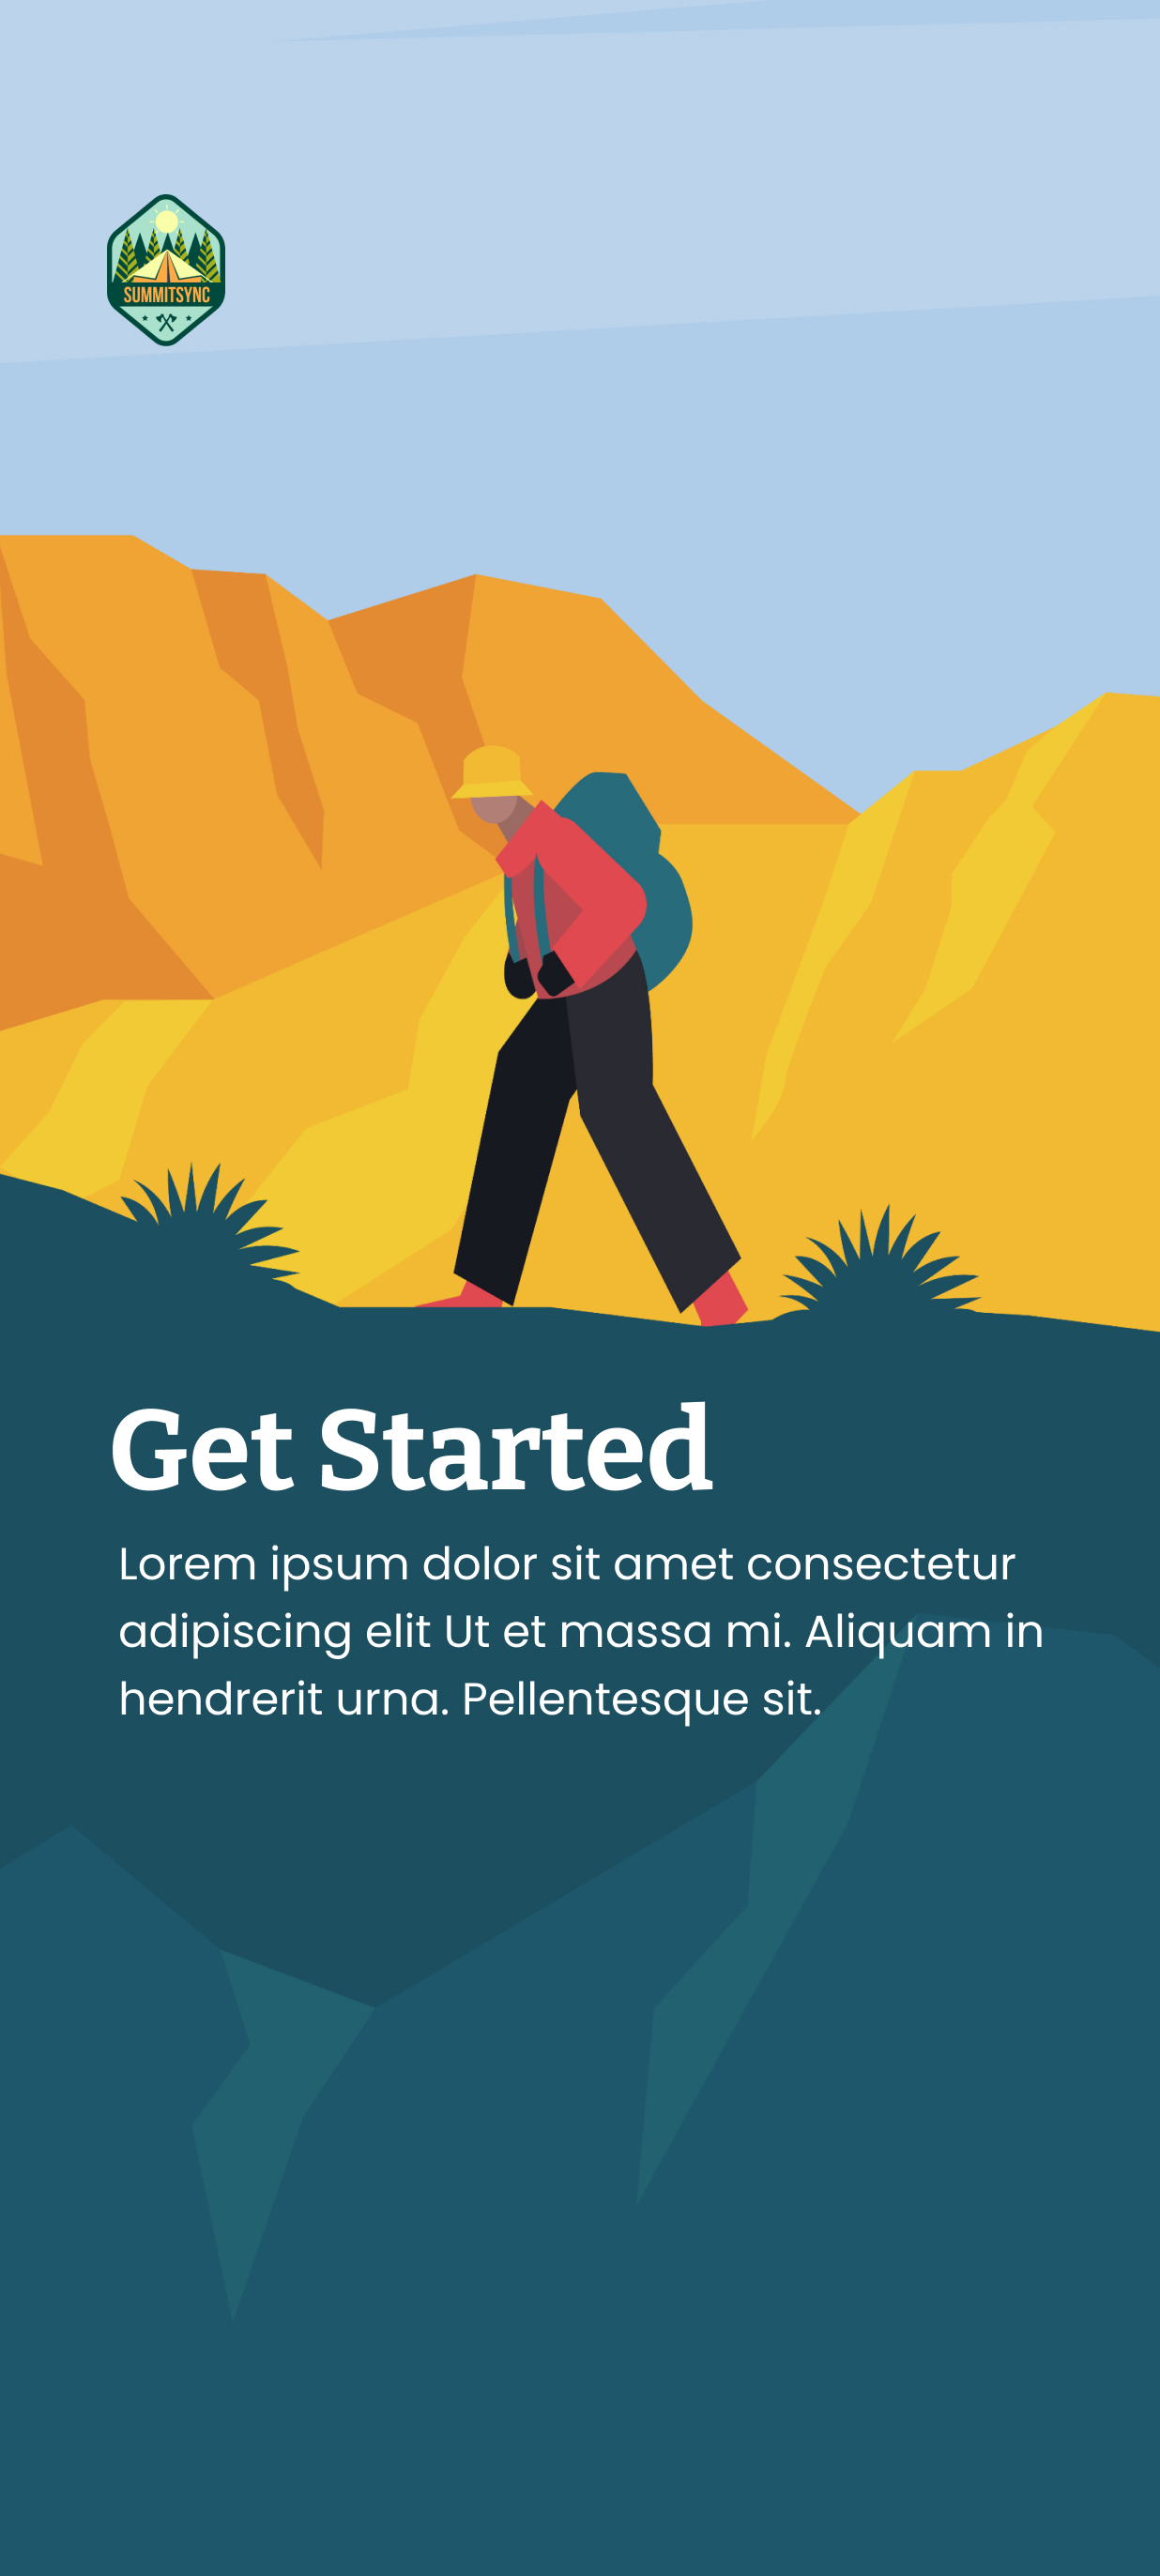 SUMMITSYNC
Get Started
Lorem ipsum dolor sit amet consectetur
adipiscing elit Ut et massa mi. Aliquam in
hendrerit urna. Pellentesque sit.